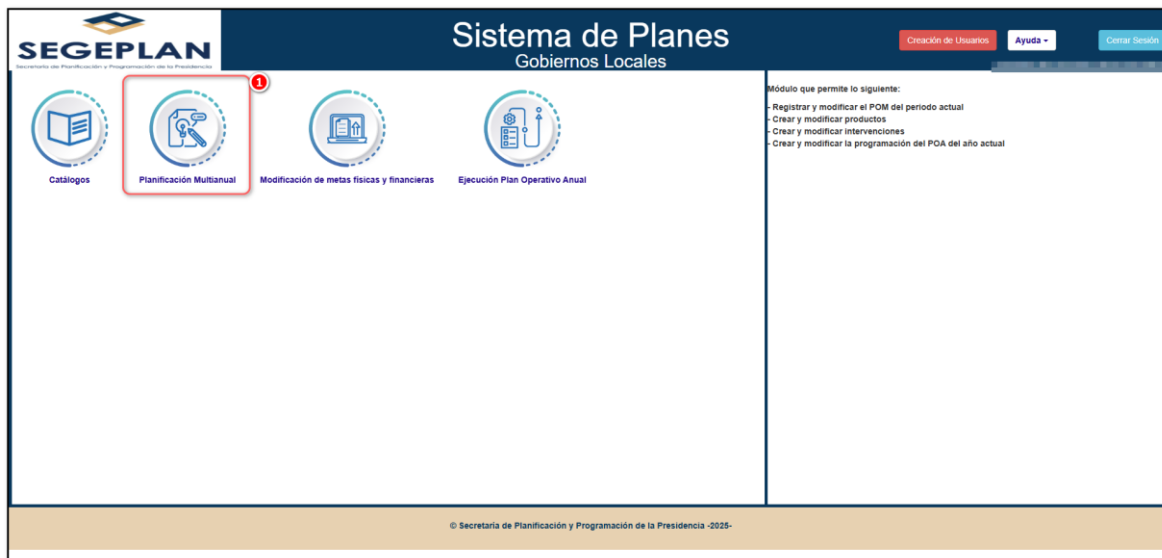 SEGEPLAN
Secretaría de Planificación y Programación de la Presidencia
Sistema de Planes
Gobiernos Locales
Creación de Usuarios
Ayuda
Cerrar Sesión
1
Catálogos
Planificación Multianual
Modificación de metas físicas y financieras
Ejecución Plan Operativo Anual
Módulo que permite lo siguiente:
- Registrar y modificar el POM del periodo actual
- Crear y modificar productos
- Crear y modificar intervenciones
- Crear y modificar la programación del POA del año actual
© Secretaría de Planificación y Programación de la Presidencia -2025-